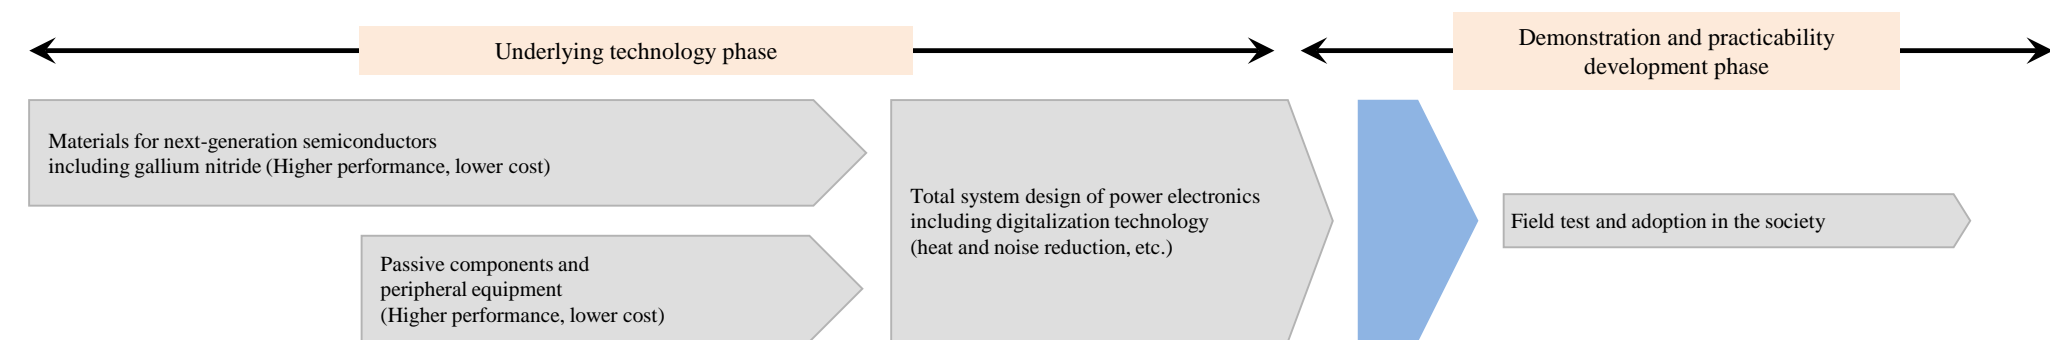 Underlying technology phase
Demonstration and practicability
development phase
Materials for next-generation semiconductors
including gallium nitride (Higher performance, lower cost)
Total system design of power electronics
including digitalization technology
(heat and noise reduction, etc.)
Field test and adoption in the society
Passive components and
peripheral equipment
(Higher performance, lower cost)